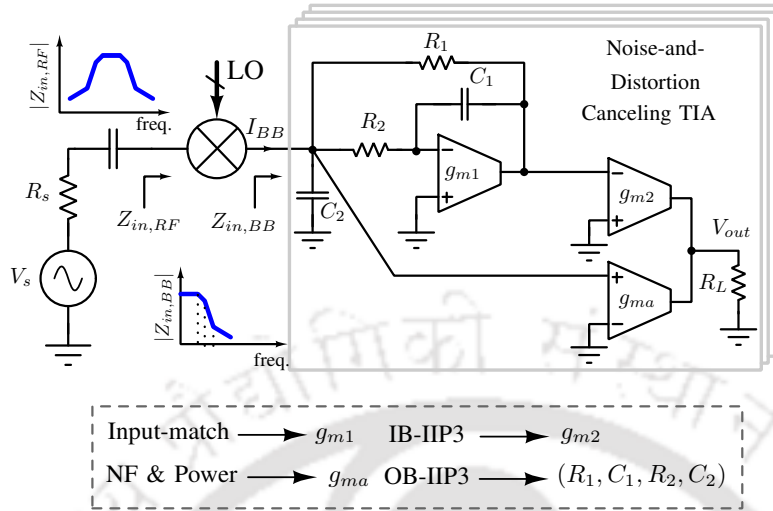 |Z_{in,RF}|
freq.
LO
R_1
C_1
Noise-and-
Distortion
Canceling TIA
I_{BB}
R_2
−
g_{m1}
+
R_s
Z_{in,RF}
Z_{in,BB}
C_2
−
g_{m2}
+
V_{out}
V_s
|Z_{in,BB}|
freq.
+
g_{ma}
−
R_L
Input-match g_{m1} IB-IIP3 g_{m2}
NF & Power g_{ma} OB-IIP3 (R_1, C_1, R_2, C_2)